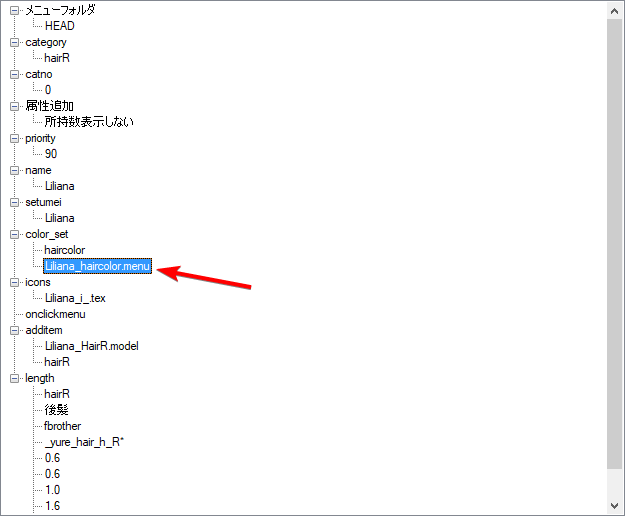 メニューフォルダ
HEAD
category
hairR
catno
0
属性追加
所持数表示しない
priority
90
name
Liliana
setumei
Liliana
color_set
haircolor
Liliana_haircolor.menu
icons
Liliana_i_.tex
onclickmenu
additem
Liliana_HairR.model
hairR
length
hairR
後髪
fbrother
_yure_hair_h_R*
0.6
0.6
1.0
1.6